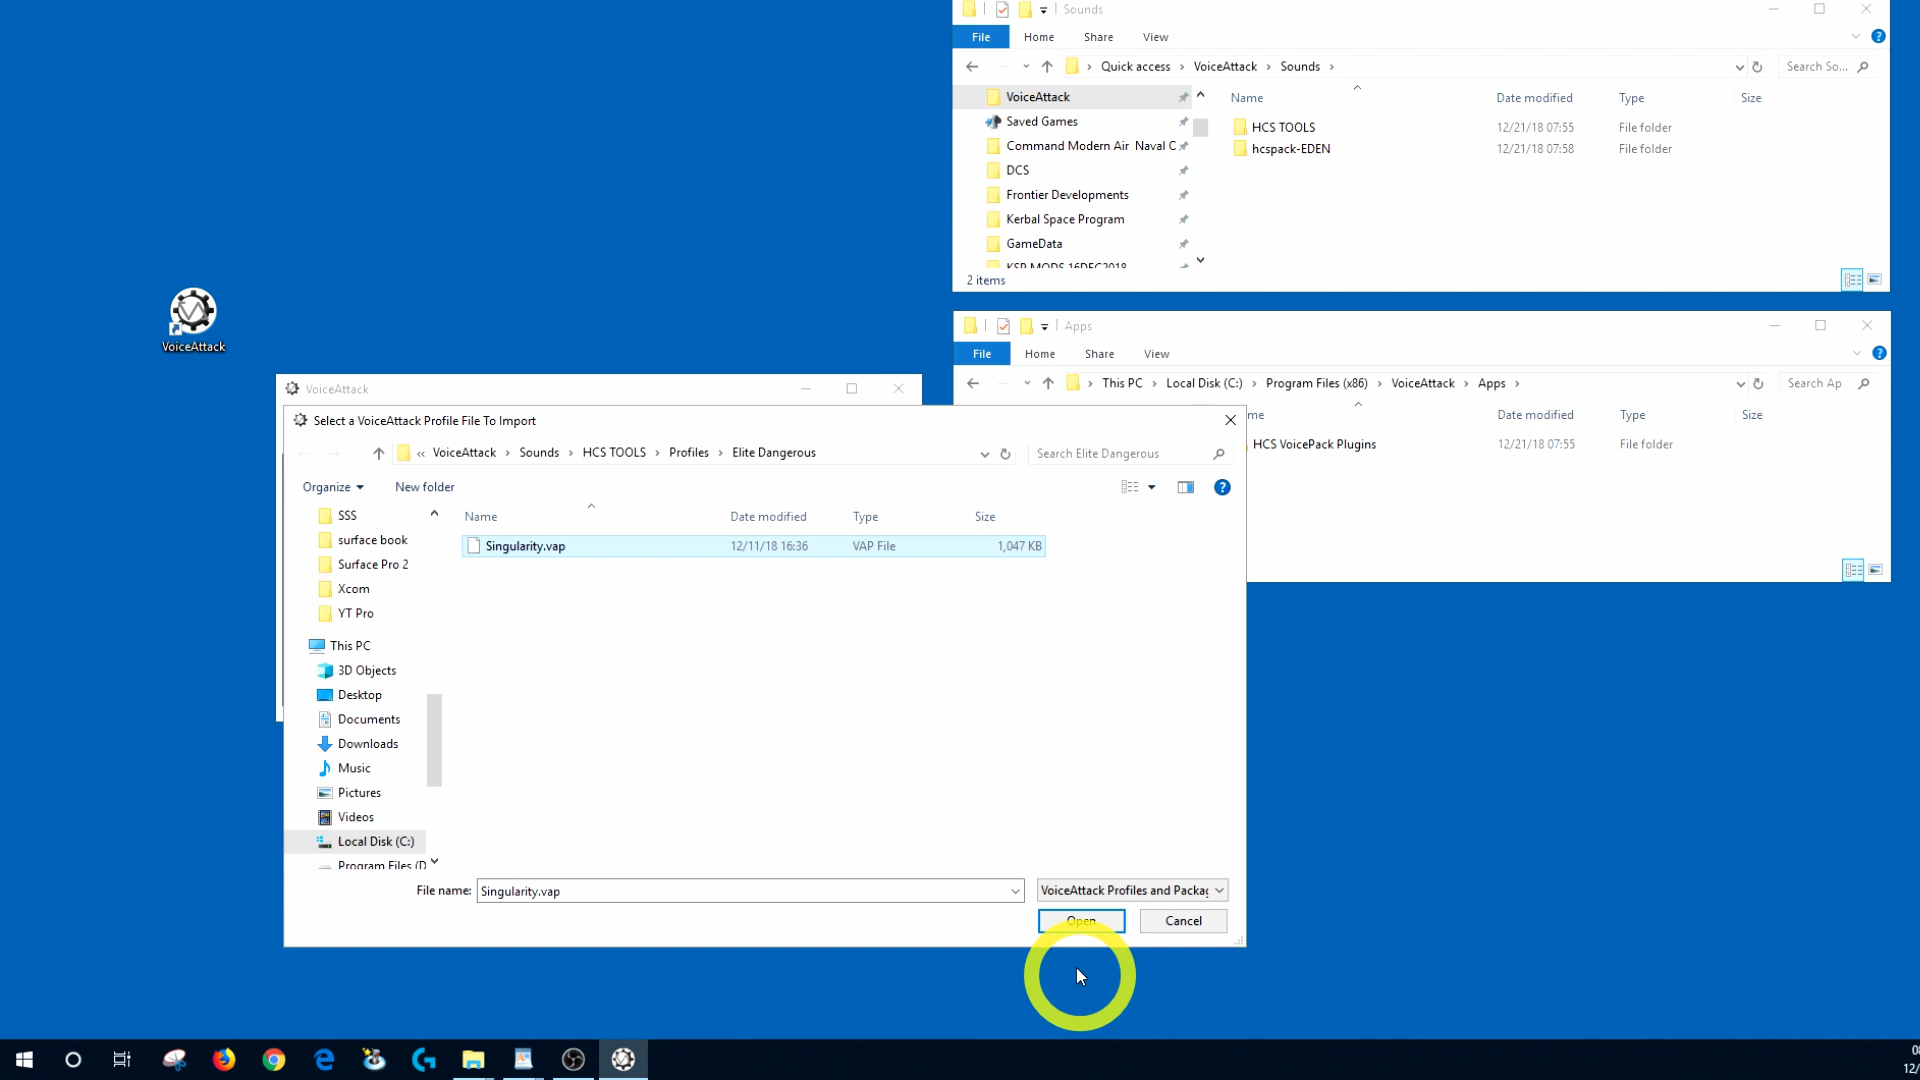 Sounds
File Home Share View
Quick access › VoiceAttack › Sounds ›
Search So...
Name Date modified Type Size
VoiceAttack
Saved Games
Command Modern Air Naval C
DCS
Frontier Developments
Kerbal Space Program
GameData
KSP MODS 16DEC2018
HCS TOOLS 12/21/18 07:55 File folder
hcspack-EDEN 12/21/18 07:58 File folder
2 items
VoiceAttack
Apps
File Home Share View
This PC › Local Disk (C:) › Program Files (x86) › VoiceAttack › Apps ›
Search Ap
me Date modified Type Size
HCS VoicePack Plugins 12/21/18 07:55 File folder
VoiceAttack
Select a VoiceAttack Profile File To Import
« VoiceAttack › Sounds › HCS TOOLS › Profiles › Elite Dangerous
Search Elite Dangerous
Organize New folder
Name Date modified Type Size
Singularity.vap 12/11/18 16:36 VAP File 1,047 KB
SSS
surface book
Surface Pro 2
Xcom
YT Pro
This PC
3D Objects
Desktop
Documents
Downloads
Music
Pictures
Videos
Local Disk (C:)
Program Files (D
File name: Singularity.vap
VoiceAttack Profiles and Packag
Open Cancel
12/